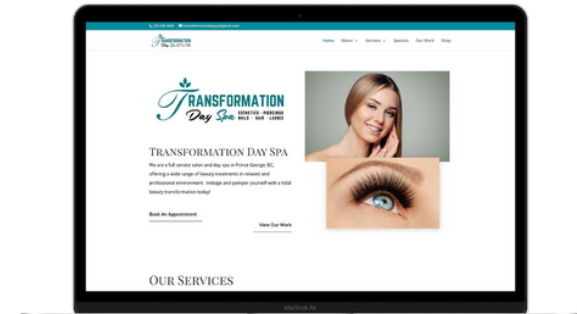 Home About Services Specials Our Work Shop
TRANSFORMATION
Day Spa
ESTHETICS · PIERCINGS
NAILS · HAIR · LASHES
TRANSFORMATION DAY SPA
We are a full service salon and day spa in Prince George, BC,
offering a wide range of beauty treatments in relaxed and
professional environment. Indulge and pamper yourself with a total
beauty transformation today!
Book An Appointment
View Our Work
OUR SERVICES
MacBook Air